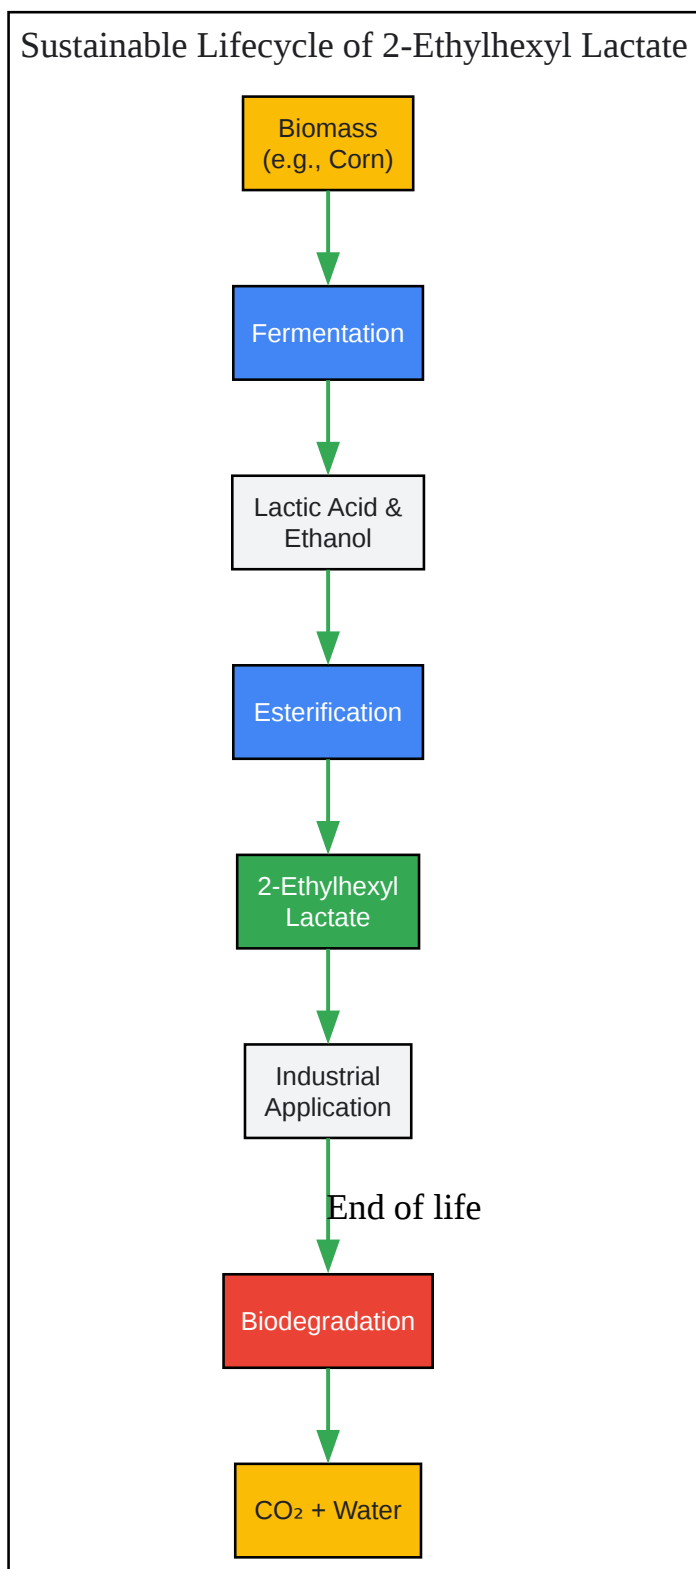 Sustainable Lifecycle of 2-Ethylhexyl Lactate
Biomass
(e.g., Corn)
Fermentation
Lactic Acid &
Ethanol
Esterification
2-Ethylhexyl
Lactate
Industrial
Application
End of life
Biodegradation
CO₂ + Water